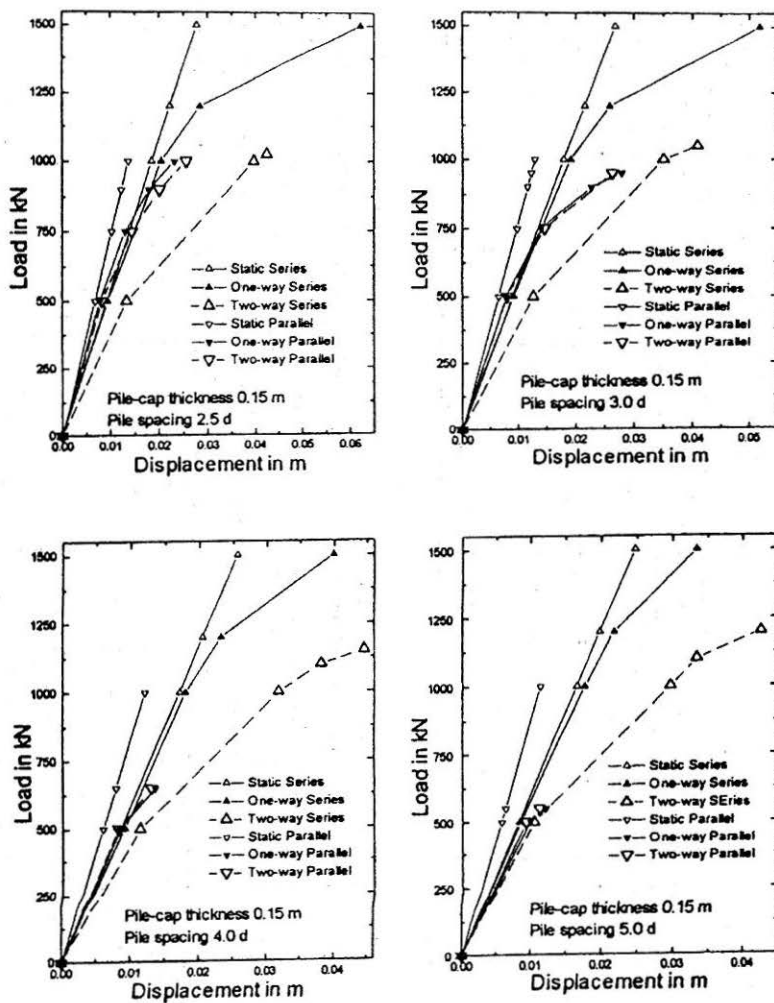 1500
1250
1000
750
500
250
0
Load in kN
Static Series
One-way Series
Two-way Series
Static Parallel
One-way Parallel
Two-way Parallel
Pile-cap thickness 0.15 m
Pile spacing 2.5 d
0.00 0.01 0.02 0.03 0.04 0.05 0.06
Displacement in m
1500
1250
1000
750
500
250
0
Load in kN
Static Series
One-way Series
Two-way Series
Static Parallel
One-way Parallel
Two-way Parallel
Pile-cap thickness 0.15 m
Pile spacing 3.0 d
0.00 0.01 0.02 0.03 0.04 0.05
Displacement in m
1500
1250
1000
750
500
250
0
Load in kN
Static Series
One-way Series
Two-way Series
Static Parallel
One-way Parallel
Two-way Parallel
Pile-cap thickness 0.15 m
Pile spacing 4.0 d
0.00 0.01 0.02 0.03 0.04
Displacement in m
1500
1250
1000
750
500
250
0
Load in kN
Static Series
One-way Series
Two-way SEries
Static Parallel
One-way Parallel
Two-way Parallel
Pile-cap thickness 0.15 m
Pile spacing 5.0 d
0.00 0.01 0.02 0.03 0.04
Displacement in m